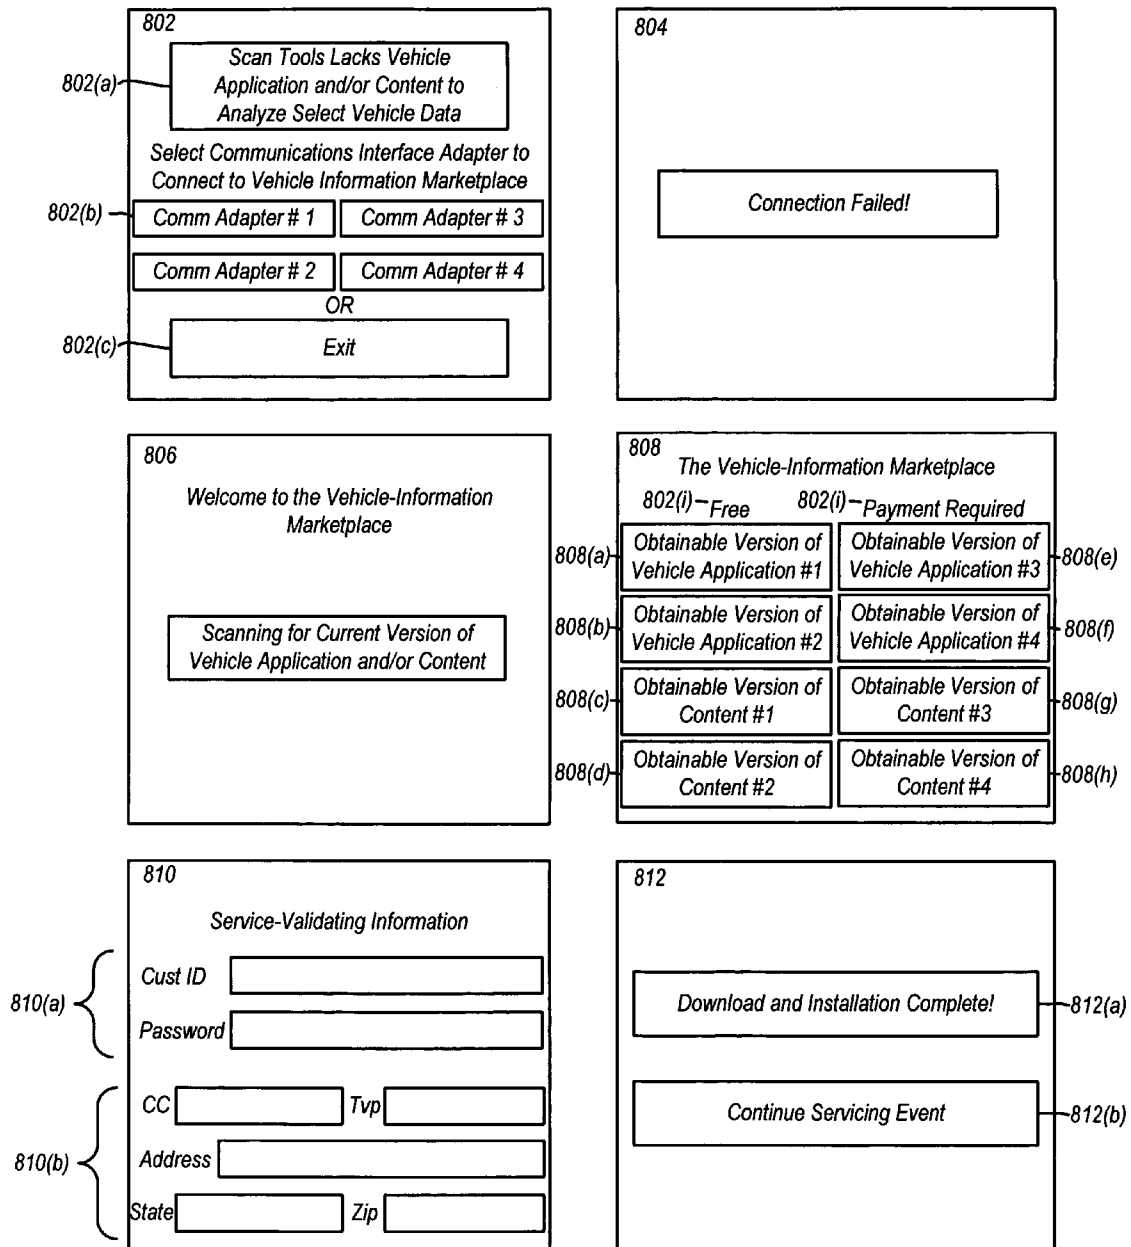 802
802(a)
Scan Tools Lacks Vehicle
Application and/or Content to
Analyze Select Vehicle Data
Select Communications Interface Adapter to
Connect to Vehicle Information Marketplace
802(b)
Comm Adapter # 1
Comm Adapter # 3
Comm Adapter # 2
Comm Adapter # 4
OR
802(c)
Exit
804
Connection Failed!
806
Welcome to the Vehicle-Information
Marketplace
Scanning for Current Version of
Vehicle Application and/or Content
808
The Vehicle-Information Marketplace
802(i) Free
802(i) Payment Required
808(a)
Obtainable Version of
Vehicle Application #1
Obtainable Version of
Vehicle Application #3
808(e)
808(b)
Obtainable Version of
Vehicle Application #2
Obtainable Version of
Vehicle Application #4
808(f)
808(c)
Obtainable Version of
Content #1
Obtainable Version of
Content #3
808(g)
808(d)
Obtainable Version of
Content #2
Obtainable Version of
Content #4
808(h)
810
Service-Validating Information
810(a)
Cust ID
Password
810(b)
CC
Tvp
Address
State
Zip
812
Download and Installation Complete!
812(a)
Continue Servicing Event
812(b)